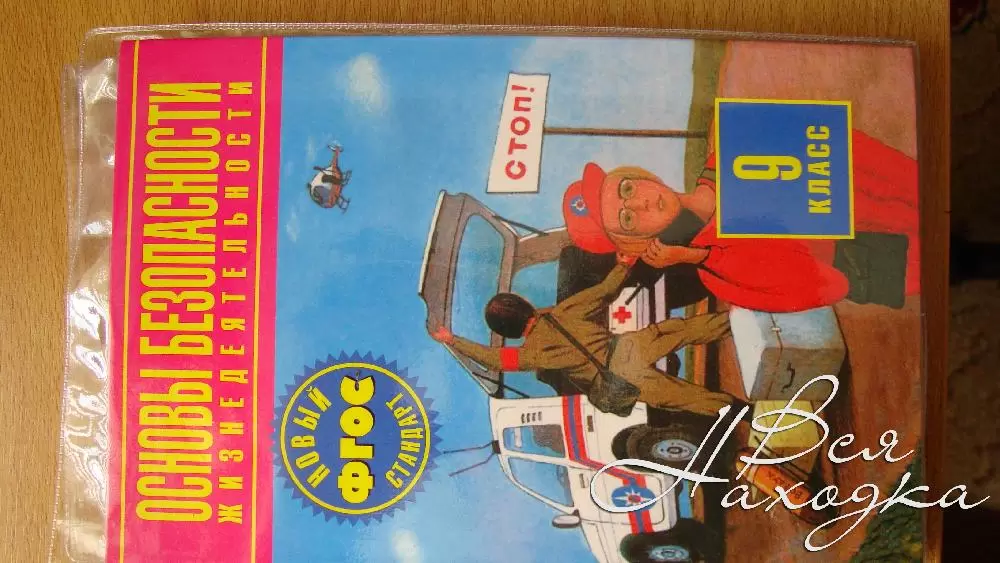 ОСНОВЫ БЕЗОПАСНОСТИ
ЖИЗНЕДЕЯТЕЛЬНОСТИ
СТОП!
9
КЛАСС
НОВЫЙ
ФГОС
СТАНДАРТ
Вся
Находка